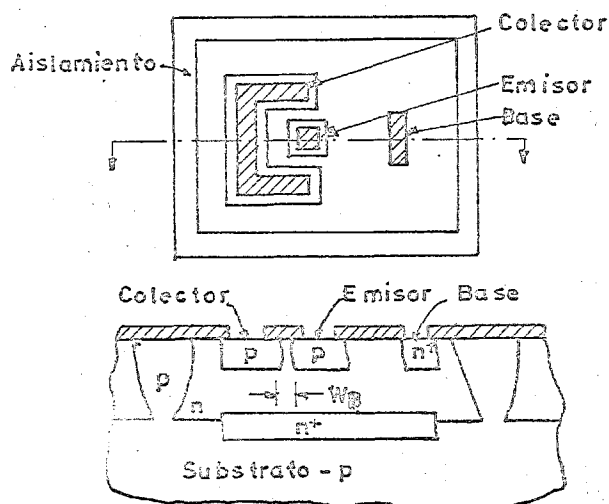 Colector
Aislamiento
Emisor
Base
Colector
Emisor
Base
p
p
n+
p
n
W_B
n+
Substrato - p